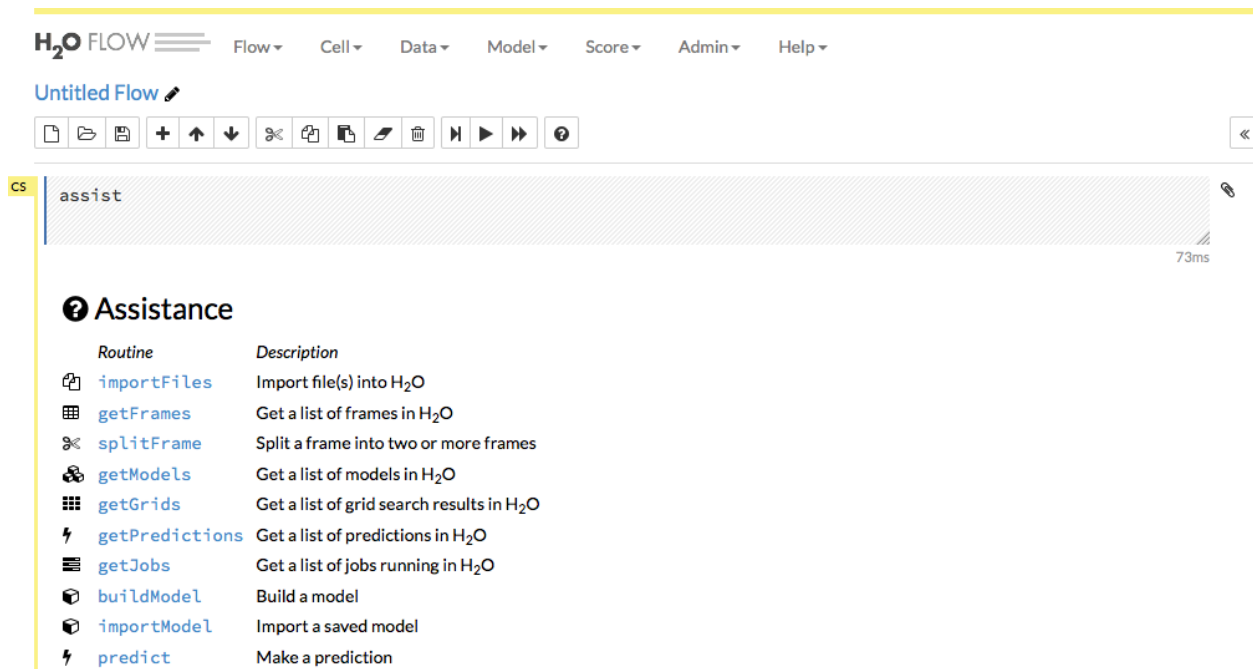 H2O FLOW Flow Cell Data Model Score Admin Help
Untitled Flow
CS
assist
73ms
Assistance
Routine Description
importFiles Import file(s) into H2O
getFrames Get a list of frames in H2O
splitFrame Split a frame into two or more frames
getModels Get a list of models in H2O
getGrids Get a list of grid search results in H2O
getPredictions Get a list of predictions in H2O
getJobs Get a list of jobs running in H2O
buildModel Build a model
importModel Import a saved model
predict Make a prediction